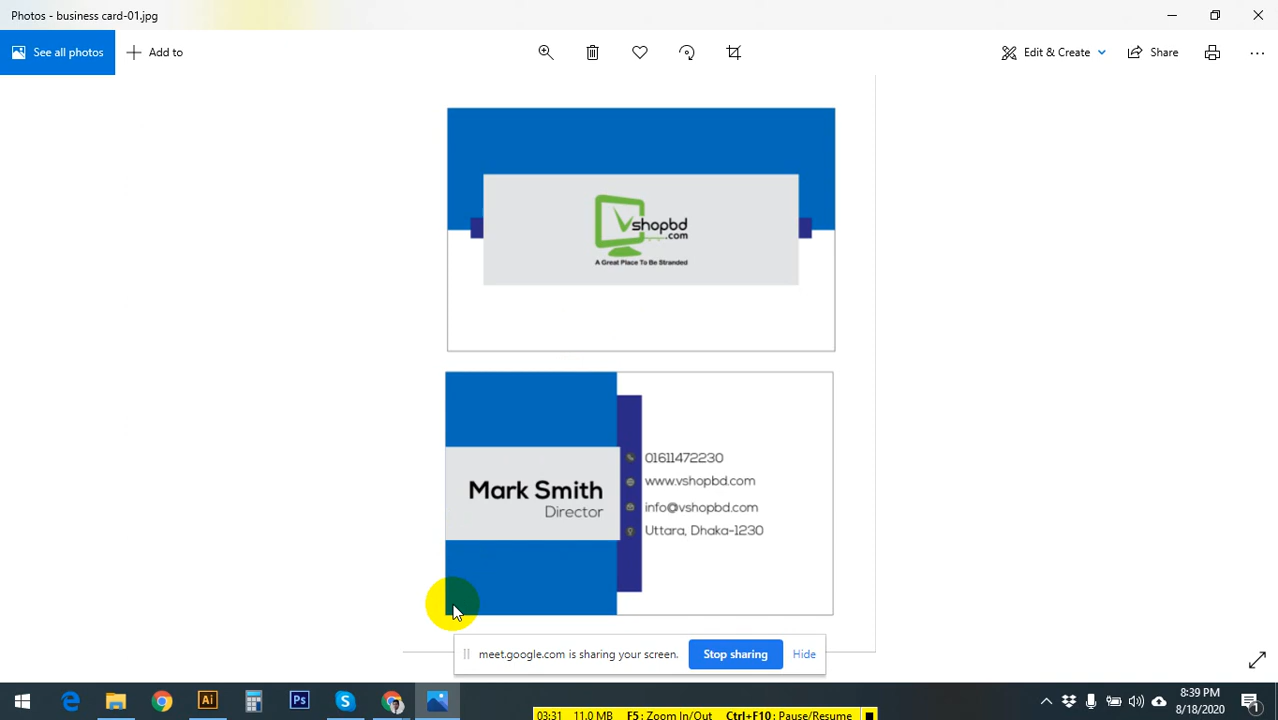 Photos - business card-01.jpg
See all photos
Add to
Edit & Create
Share
Vshopbd
.com
A Great Place To Be Stranded
Mark Smith
Director
01611472230
www.vshopbd.com
info@vshopbd.com
Uttara, Dhaka-1230
meet.google.com is sharing your screen.
Stop sharing
Hide
Ai
Ps
8:39 PM
8/18/2020
1
03:31 11.0 MB F5 : Zoom In/Out Ctrl+F10 : Pause/Resume